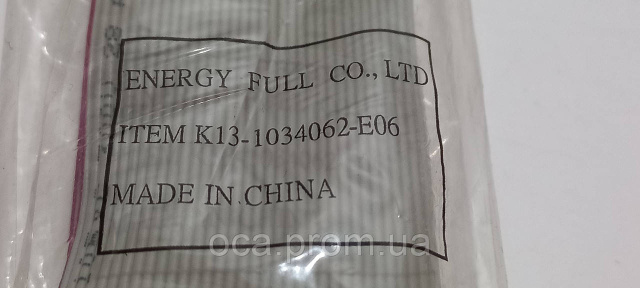 ENERGY FULL CO., LTD
ITEM K13-1034062-E06
MADE IN CHINA
oca.prom.ua